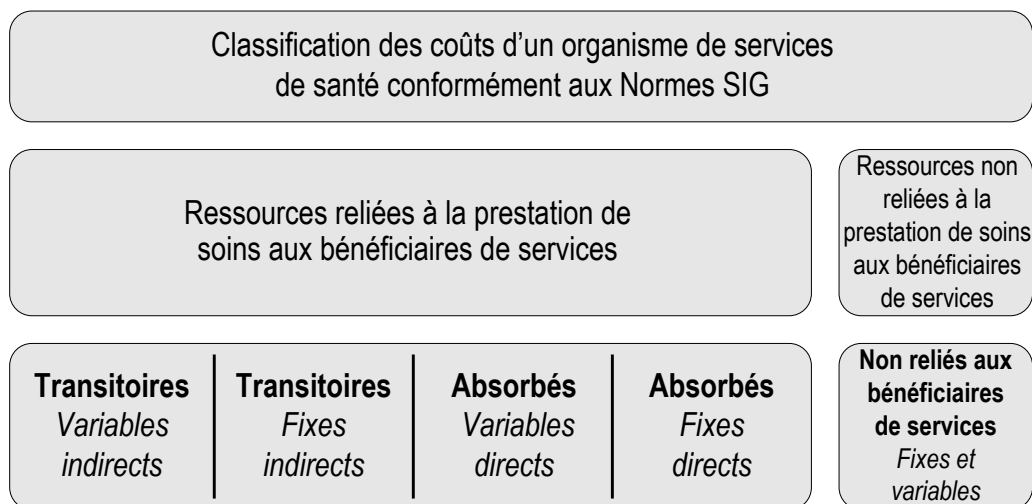 Classification des coûts d’un organisme de services
de santé conformément aux Normes SIG
Ressources reliées à la prestation de
soins aux bénéficiaires de services
Ressources non
reliées à la
prestation de soins
aux bénéficiaires
de services
Transitoires
Variables
indirects
Transitoires
Fixes
indirects
Absorbés
Variables
directs
Absorbés
Fixes
directs
Non reliés aux
bénéficiaires
de services
Fixes et
variables